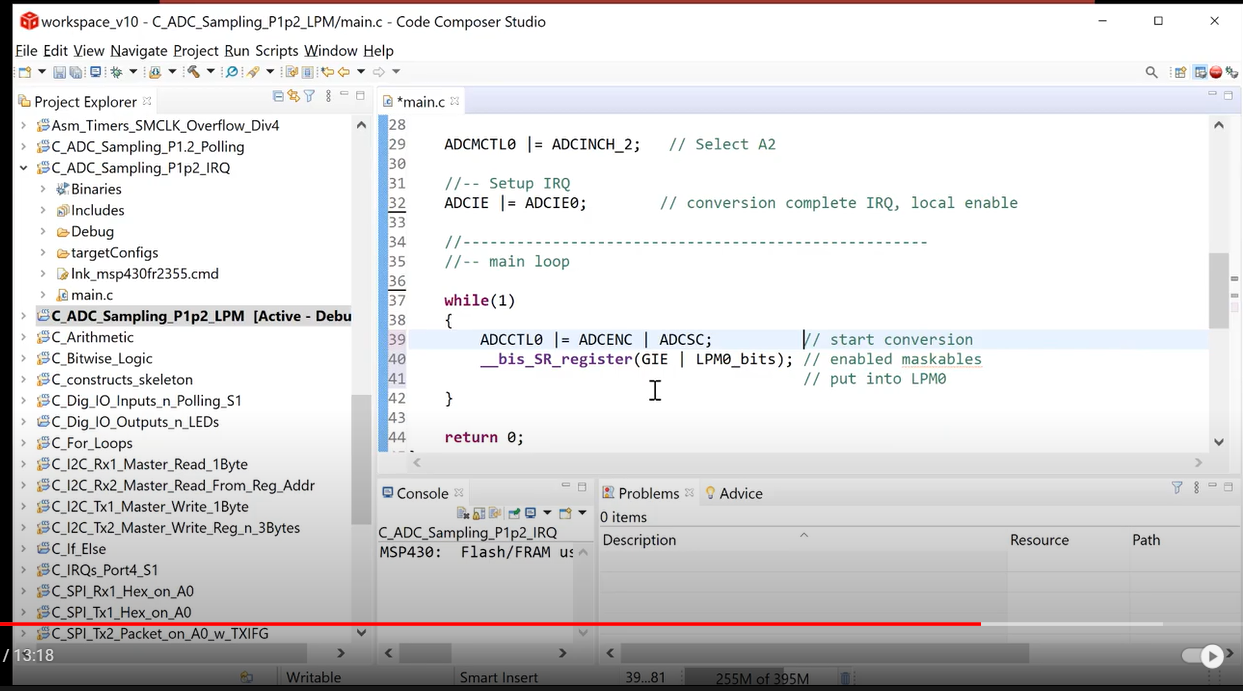 workspace_v10 - C_ADC_Sampling_P1p2_LPM/main.c - Code Composer Studio
File Edit View Navigate Project Run Scripts Window Help
Project Explorer
Asm_Timers_SMCLK_Overflow_Div4
C_ADC_Sampling_P1.2_Polling
C_ADC_Sampling_P1p2_IRQ
Binaries
Includes
Debug
targetConfigs
lnk_msp430fr2355.cmd
main.c
C_ADC_Sampling_P1p2_LPM [Active - Debu
C_Arithmetic
C_Bitwise_Logic
C_constructs_skeleton
C_Dig_IO_Inputs_n_Polling_S1
C_Dig_IO_Outputs_n_LEDs
C_For_Loops
C_I2C_Rx1_Master_Read_1Byte
C_I2C_Rx2_Master_Read_From_Reg_Addr
C_I2C_Tx1_Master_Write_1Byte
C_I2C_Tx2_Master_Write_Reg_n_3Bytes
C_If_Else
C_IRQs_Port4_S1
C_SPI_Rx1_Hex_on_A0
C_SPI_Tx1_Hex_on_A0
C_SPI_Tx2_Packet_on_A0_w_TXIFG
*main.c
28
29 ADCMCTL0 |= ADCINCH_2; // Select A2
30
31 //-- Setup IRQ
32 ADCIE |= ADCIE0; // conversion complete IRQ, local enable
33
34 //-----------------------------------------------------
35 //-- main loop
36
37 while(1)
38 {
39 ADCCTL0 |= ADCENC | ADCSC; // start conversion
40 __bis_SR_register(GIE | LPM0_bits); // enabled maskables
41 // put into LPM0
42 }
43
44 return 0;
Console
C_ADC_Sampling_P1p2_IRQ
MSP430: Flash/FRAM us
Problems Advice
0 items
Description Resource Path
/ 13:18
Writable Smart Insert 39...81 255M of 395M